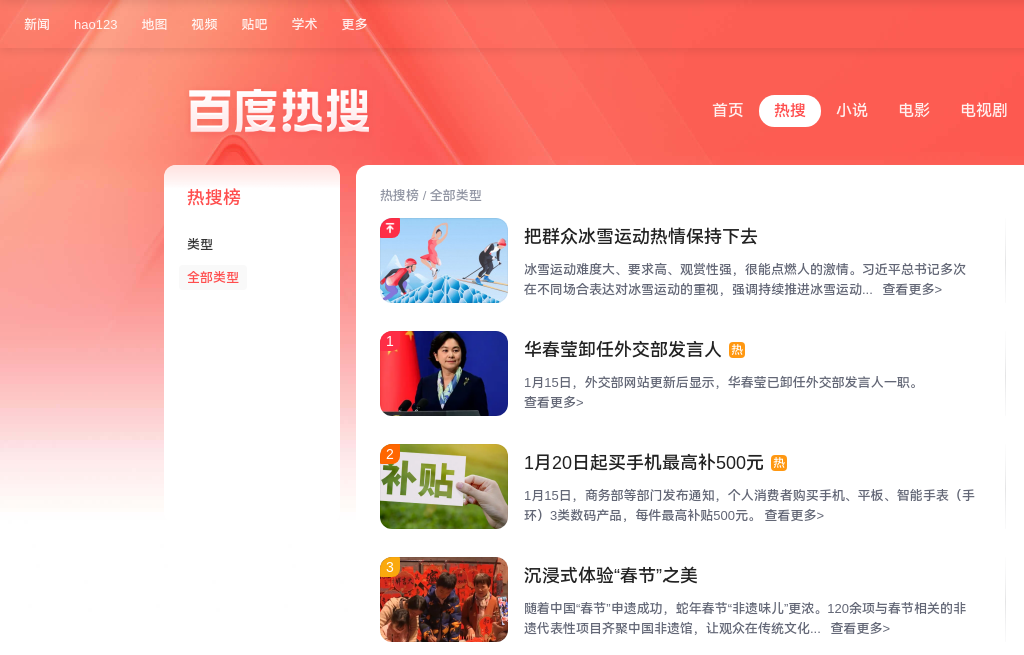 新闻 hao123 地图 视频 贴吧 学术 更多
百度热搜
首页 热搜 小说 电影 电视剧
热搜榜
类型
全部类型
热搜榜 / 全部类型
把群众冰雪运动热情保持下去
冰雪运动难度大、要求高、观赏性强，很能点燃人的激情。习近平总书记多次
在不同场合表达对冰雪运动的重视，强调持续推进冰雪运动... 查看更多>
1
华春莹卸任外交部发言人 热
1月15日，外交部网站更新后显示，华春莹已卸任外交部发言人一职。
查看更多>
2
补贴
1月20日起买手机最高补500元 热
1月15日，商务部等部门发布通知，个人消费者购买手机、平板、智能手表（手
环）3类数码产品，每件最高补贴500元。 查看更多>
3
沉浸式体验“春节”之美
随着中国“春节”申遗成功，蛇年春节“非遗味儿”更浓。120余项与春节相关的非
遗代表性项目齐聚中国非遗馆，让观众在传统文化... 查看更多>